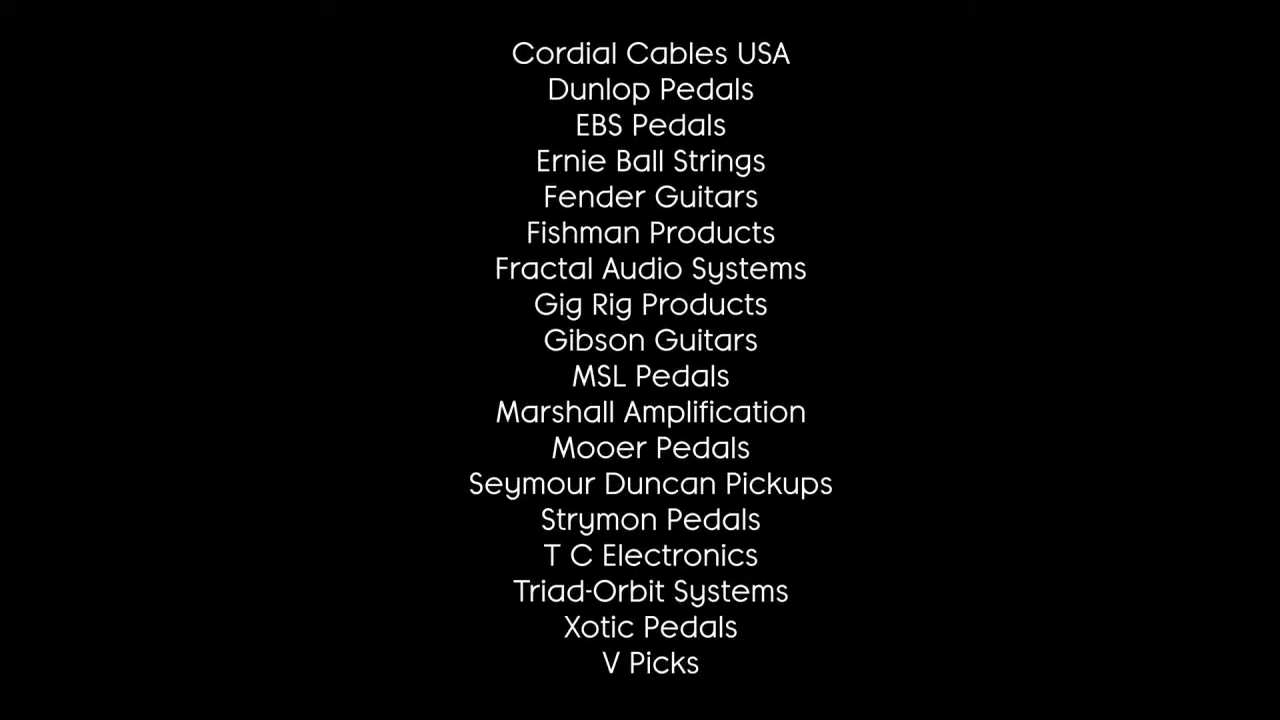 Cordial Cables USA
Dunlop Pedals
EBS Pedals
Ernie Ball Strings
Fender Guitars
Fishman Products
Fractal Audio Systems
Gig Rig Products
Gibson Guitars
MSL Pedals
Marshall Amplification
Mooer Pedals
Seymour Duncan Pickups
Strymon Pedals
T C Electronics
Triad-Orbit Systems
Xotic Pedals
V Picks